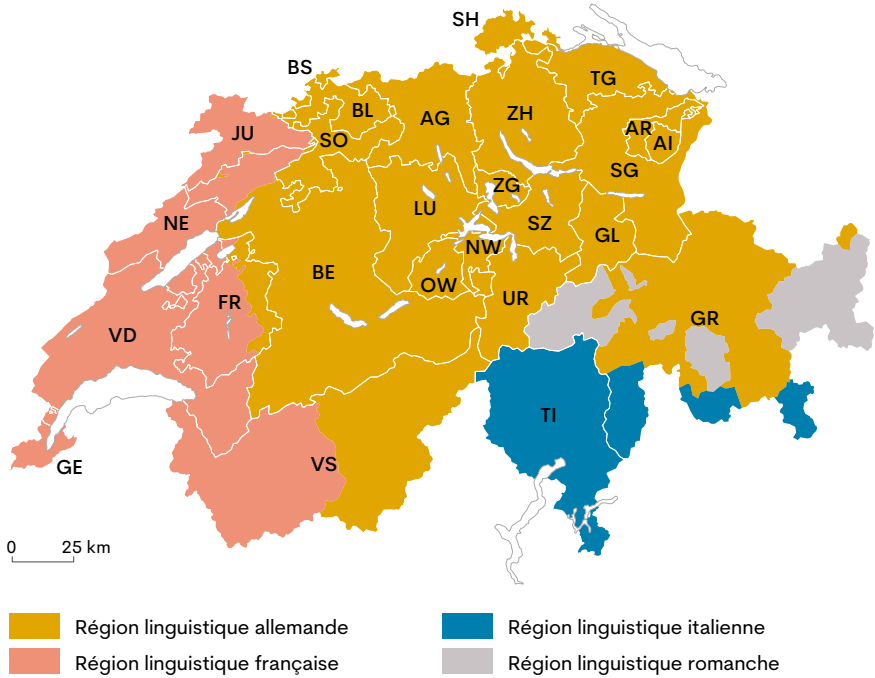 SH
BS
TG
BL
ZH
AG
JU
SO
AR
AI
SG
ZG
LU
NE
SZ
GL
NW
BE
OW
UR
FR
GR
VD
TI
VS
GE
0 25 km
Région linguistique allemande
Région linguistique italienne
Région linguistique française
Région linguistique romanche